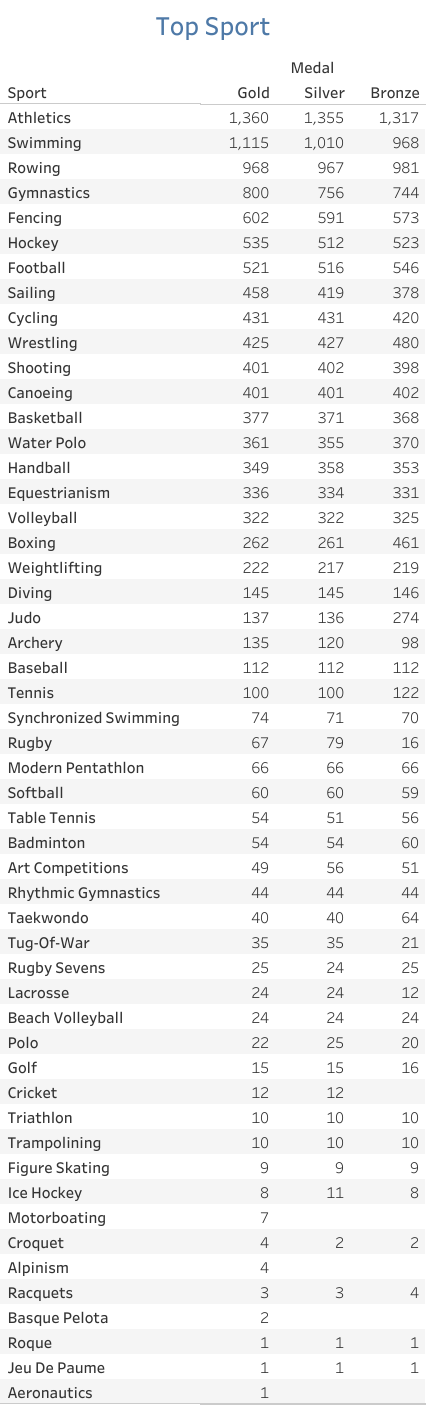 Top Sport
Medal
Sport Gold Silver Bronze
Athletics 1,360 1,355 1,317
Swimming 1,115 1,010 968
Rowing 968 967 981
Gymnastics 800 756 744
Fencing 602 591 573
Hockey 535 512 523
Football 521 516 546
Sailing 458 419 378
Cycling 431 431 420
Wrestling 425 427 480
Shooting 401 402 398
Canoeing 401 401 402
Basketball 377 371 368
Water Polo 361 355 370
Handball 349 358 353
Equestrianism 336 334 331
Volleyball 322 322 325
Boxing 262 261 461
Weightlifting 222 217 219
Diving 145 145 146
Judo 137 136 274
Archery 135 120 98
Baseball 112 112 112
Tennis 100 100 122
Synchronized Swimming 74 71 70
Rugby 67 79 16
Modern Pentathlon 66 66 66
Softball 60 60 59
Table Tennis 54 51 56
Badminton 54 54 60
Art Competitions 49 56 51
Rhythmic Gymnastics 44 44 44
Taekwondo 40 40 64
Tug-Of-War 35 35 21
Rugby Sevens 25 24 25
Lacrosse 24 24 12
Beach Volleyball 24 24 24
Polo 22 25 20
Golf 15 15 16
Cricket 12 12
Triathlon 10 10 10
Trampolining 10 10 10
Figure Skating 9 9 9
Ice Hockey 8 11 8
Motorboating 7
Croquet 4 2 2
Alpinism 4
Racquets 3 3 4
Basque Pelota 2
Roque 1 1 1
Jeu De Paume 1 1 1
Aeronautics 1